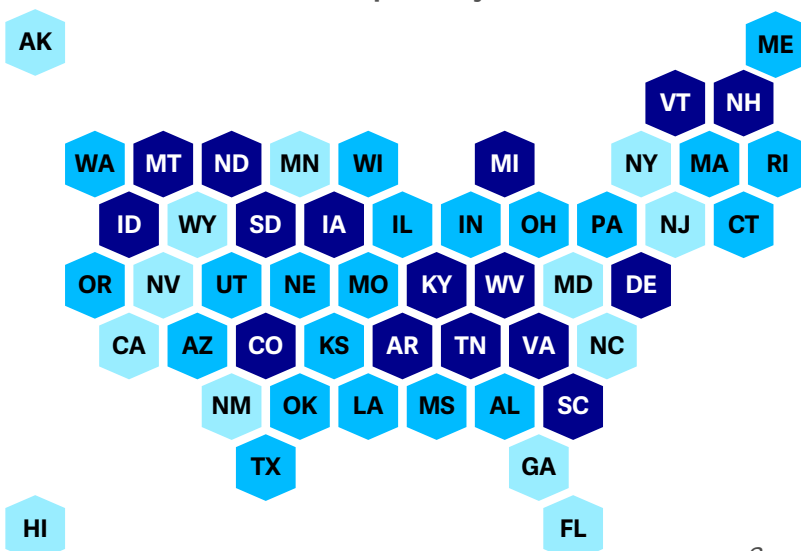 AK ME
VT NH
WA MT ND MN WI MI NY MA RI
ID WY SD IA IL IN OH PA NJ CT
OR NV UT NE MO KY WV MD DE
CA AZ CO KS AR TN VA NC
NM OK LA MS AL SC
TX GA
HI FL